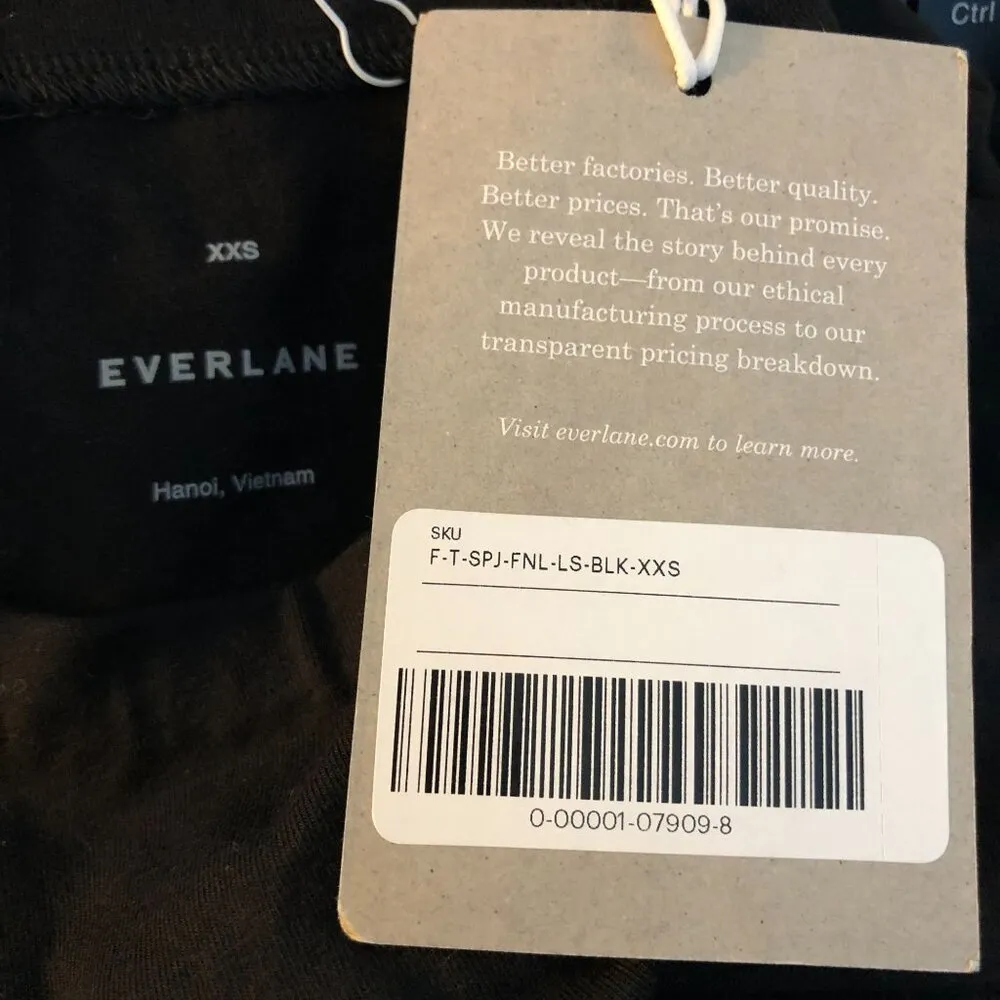 Ctrl
XXS
EVERLANE
Hanoi, Vietnam
Better factories. Better quality.
Better prices. That's our promise.
We reveal the story behind every
product—from our ethical
manufacturing process to our
transparent pricing breakdown.
Visit everlane.com to learn more.
SKU
F-T-SPJ-FNL-LS-BLK-XXS
0-00001-07909-8